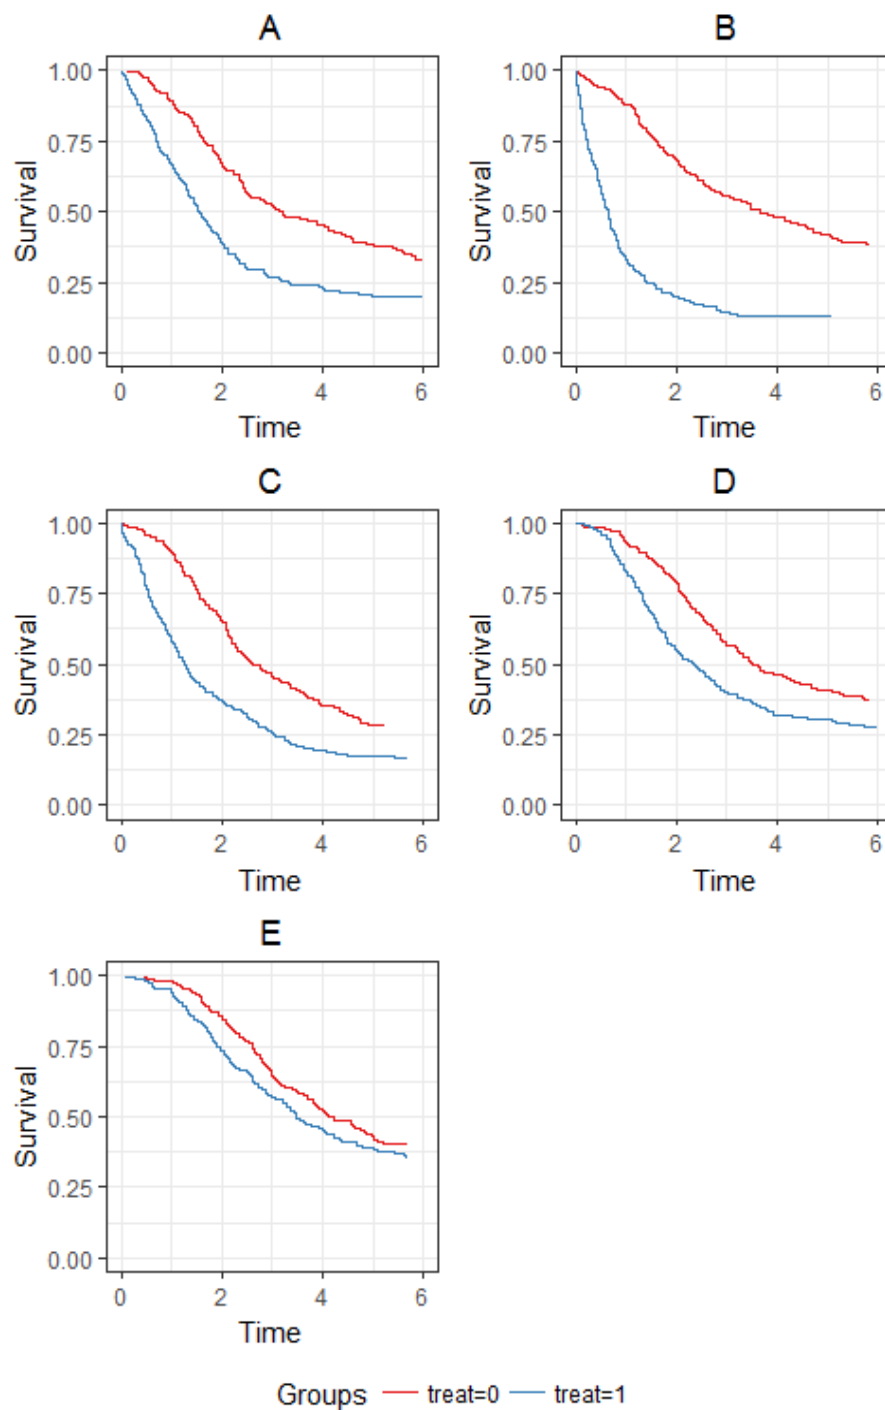 A B
1.00 1.00
0.75 0.75
Survival Survival
0.50 0.50
0.25 0.25
0.00 0.00
0 2 4 6 0 2 4 6
Time Time
C D
1.00 1.00
0.75 0.75
Survival Survival
0.50 0.50
0.25 0.25
0.00 0.00
0 2 4 6 0 2 4 6
Time Time
E
1.00
0.75
Survival
0.50
0.25
0.00
0 2 4 6
Time
Groups treat=0 treat=1